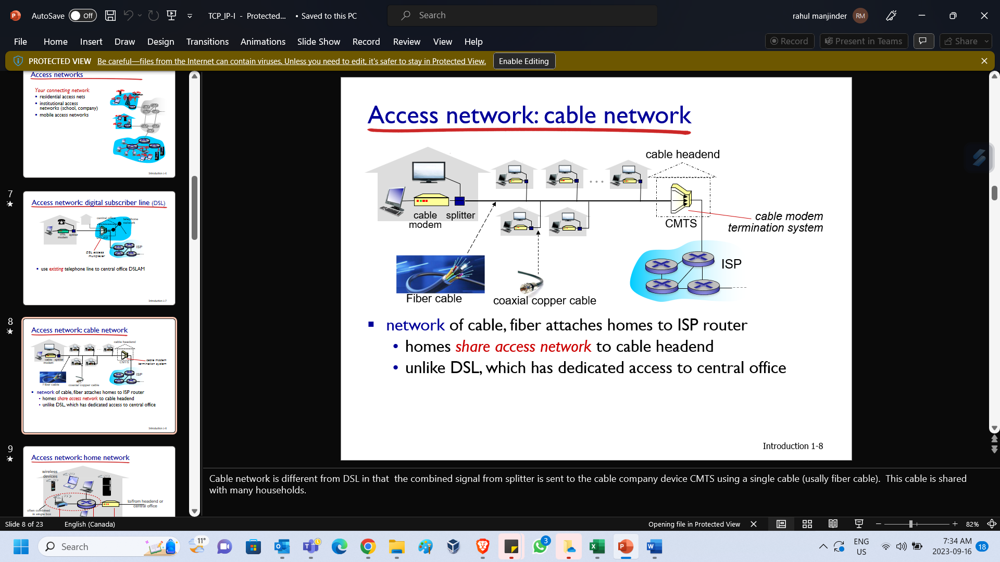 AutoSave Off TCP_IP-I - Protected... • Saved to this PC Search rahul manjinder RM
File Home Insert Draw Design Transitions Animations Slide Show Record Review View Help Record Present in Teams Share
PROTECTED VIEW Be careful—files from the Internet can contain viruses. Unless you need to edit, it's safer to stay in Protected View. Enable Editing
Access networks
Your connecting network
▪ residential access nets
▪ institutional access
networks (school, company)
▪ mobile access networks
Introduction 1-6
7
Access network: digital subscriber line (DSL)
central office
telephone
network
DSL
modem
splitter
DSLAM
ISP
DSL access
multiplexer
▪ use existing telephone line to central office DSLAM
Introduction 1-7
8
Access network: cable network
cable headend
cable
modem
splitter
CMTS
cable modem
termination system
ISP
Fiber cable
coaxial copper cable
▪ network of cable, fiber attaches homes to ISP router
• homes share access network to cable headend
• unlike DSL, which has dedicated access to central office
Introduction 1-8
9
Access network: home network
wireless
devices
to/from headend or
central office
often combined
in single box
Access network: cable network
cable headend
cable
modem
splitter
CMTS
cable modem
termination system
ISP
Fiber cable
coaxial copper cable
▪ network of cable, fiber attaches homes to ISP router
• homes share access network to cable headend
• unlike DSL, which has dedicated access to central office
Introduction 1-8
Cable network is different from DSL in that the combined signal from splitter is sent to the cable company device CMTS using a single cable (usally fiber cable). This cable is shared
with many households.
Slide 8 of 23 English (Canada) Opening file in Protected View 82%
Search 11° 3 ENG
US 7:34 AM
2023-09-16 18